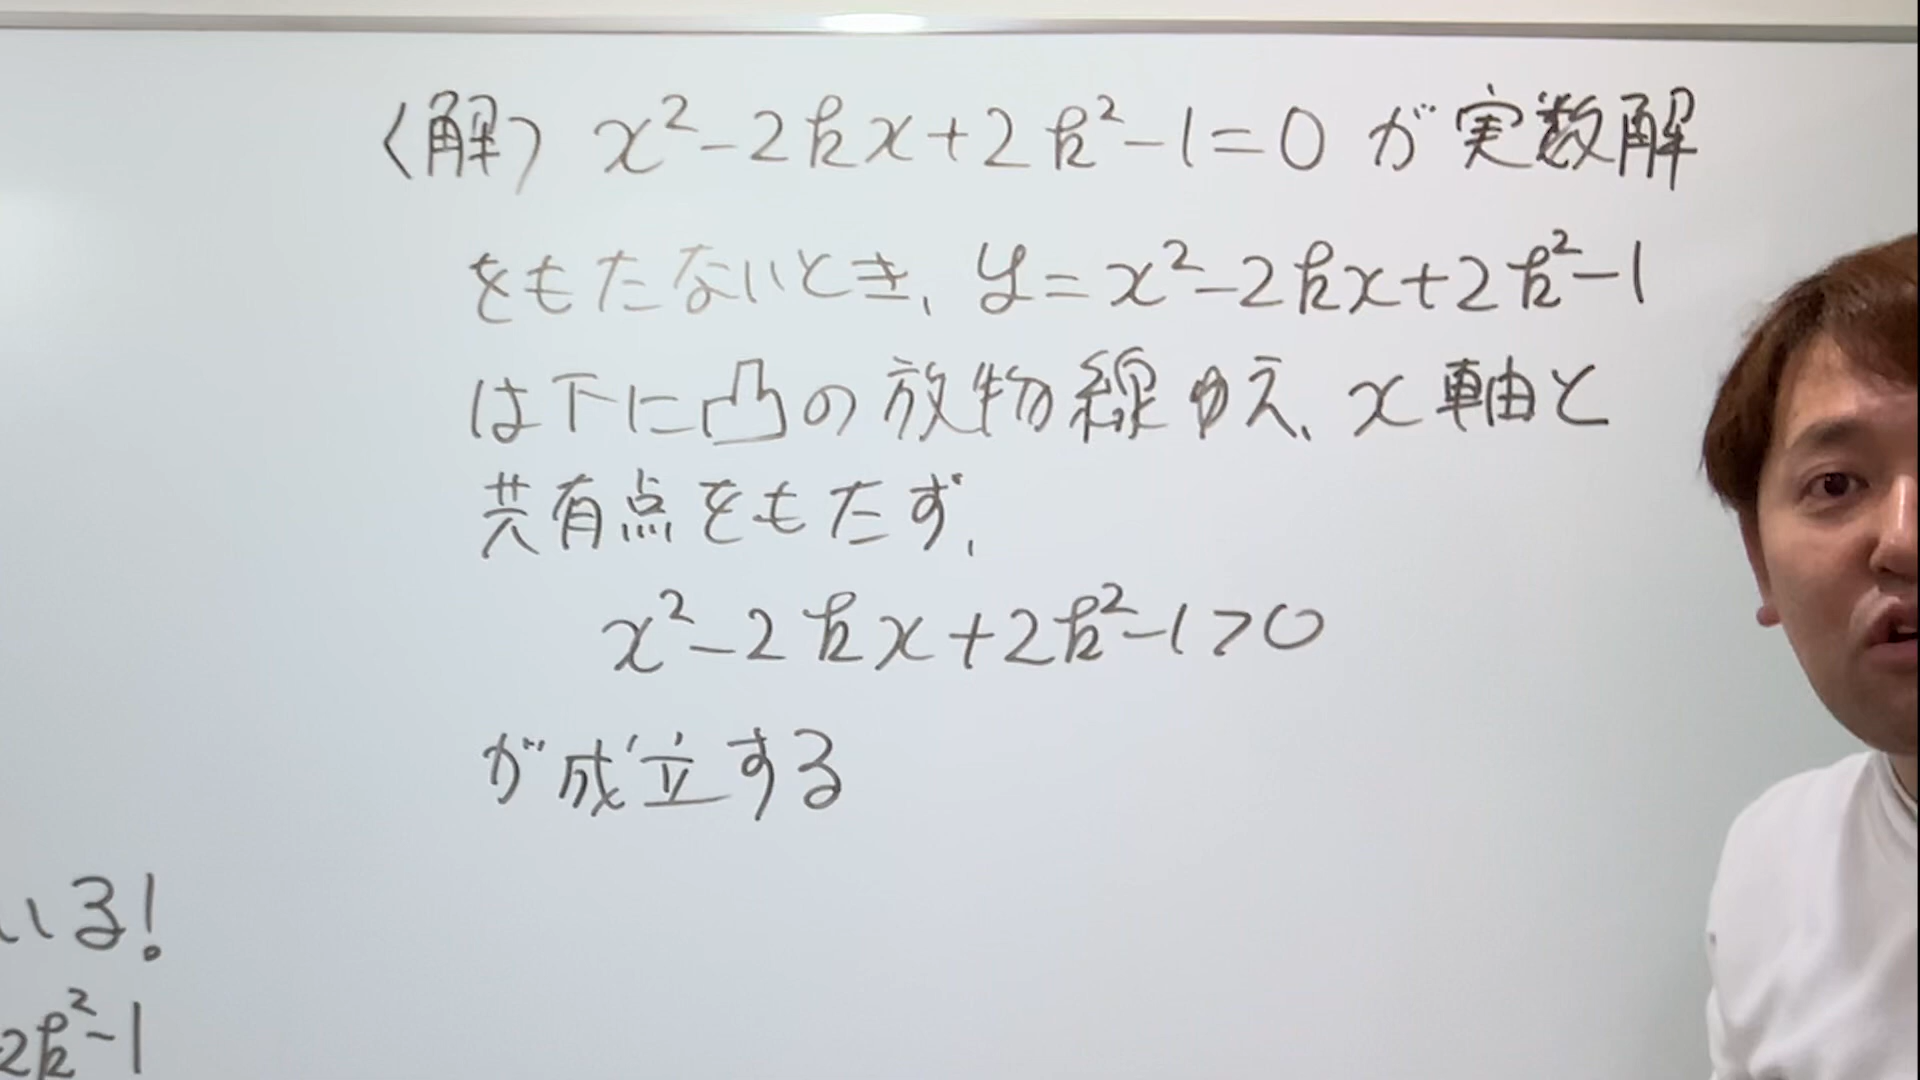 〈解〉 x²-2kx+2k²-1=0 が実数解
をもたないとき、y=x²-2kx+2k²-1
は下に凸の放物線ゆえ、x軸と
共有点をもたず、
x²-2kx+2k²-1>0
が成立する
いる!
2k²-1